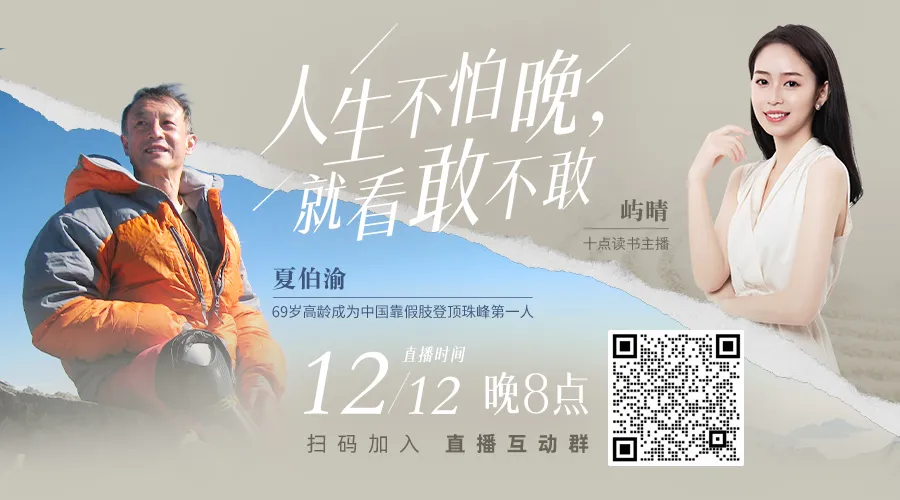 人生不怕晚,
就看敢不敢
屿晴
十点读书主播
夏伯渝
69岁高龄成为中国靠假肢登顶珠峰第一人
直播时间
12/12 晚8点
扫码加入 直播互动群